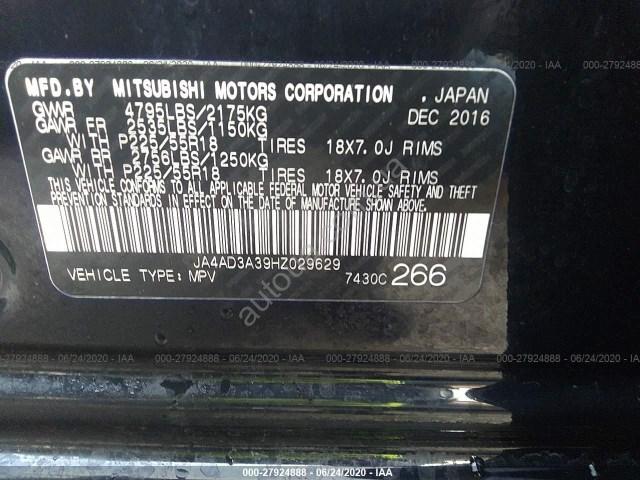 000-27924888 - 06/24/2020 - IAA
MFD.BY MITSUBISHI MOTORS CORPORATION . JAPAN
GVWR 4795LBS/2175KG DEC 2016
GAWR FR 2535LBS/1150KG
WITH P225/55R18 TIRES 18X7.0J RIMS
GAWR RR 2756LBS/1250KG
WITH P225/55R18 TIRES 18X7.0J RIMS
THIS VEHICLE CONFORMS TO ALL APPLICABLE FEDERAL MOTOR VEHICLE SAFETY AND THEFT
PREVENTION STANDARDS IN EFFECT ON THE DATE OF MANUFACTURE SHOWN ABOVE.
JA4AD3A39HZ029629
VEHICLE TYPE: MPV 7430C 266
000-27924888 - 06/24/2020 - IAA
000-27924888 - 06/24/2020 - IAA